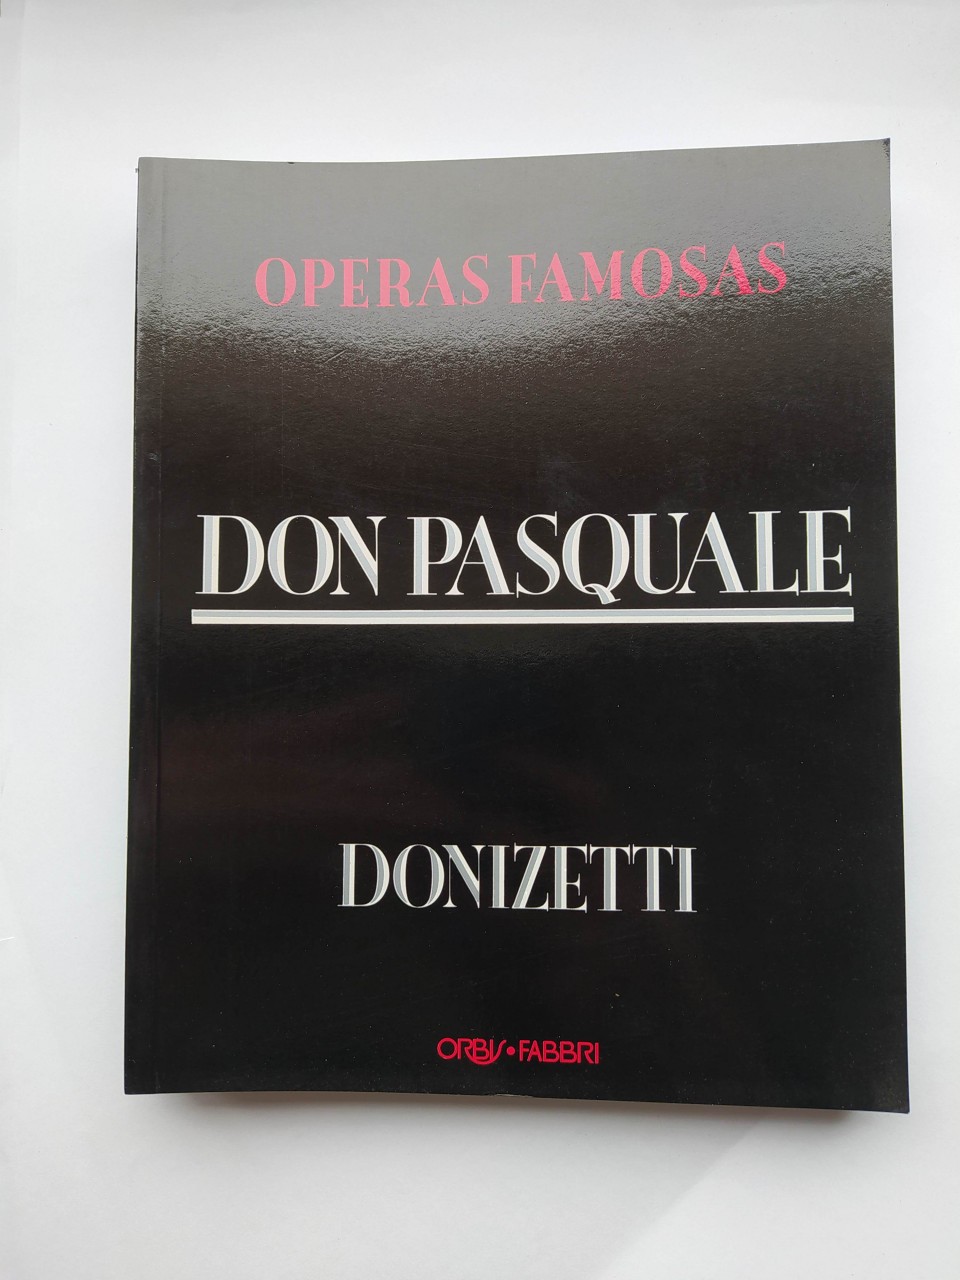 OPERAS FAMOSAS
DON PASQUALE
DONIZETTI
ORBIS•FABBRI